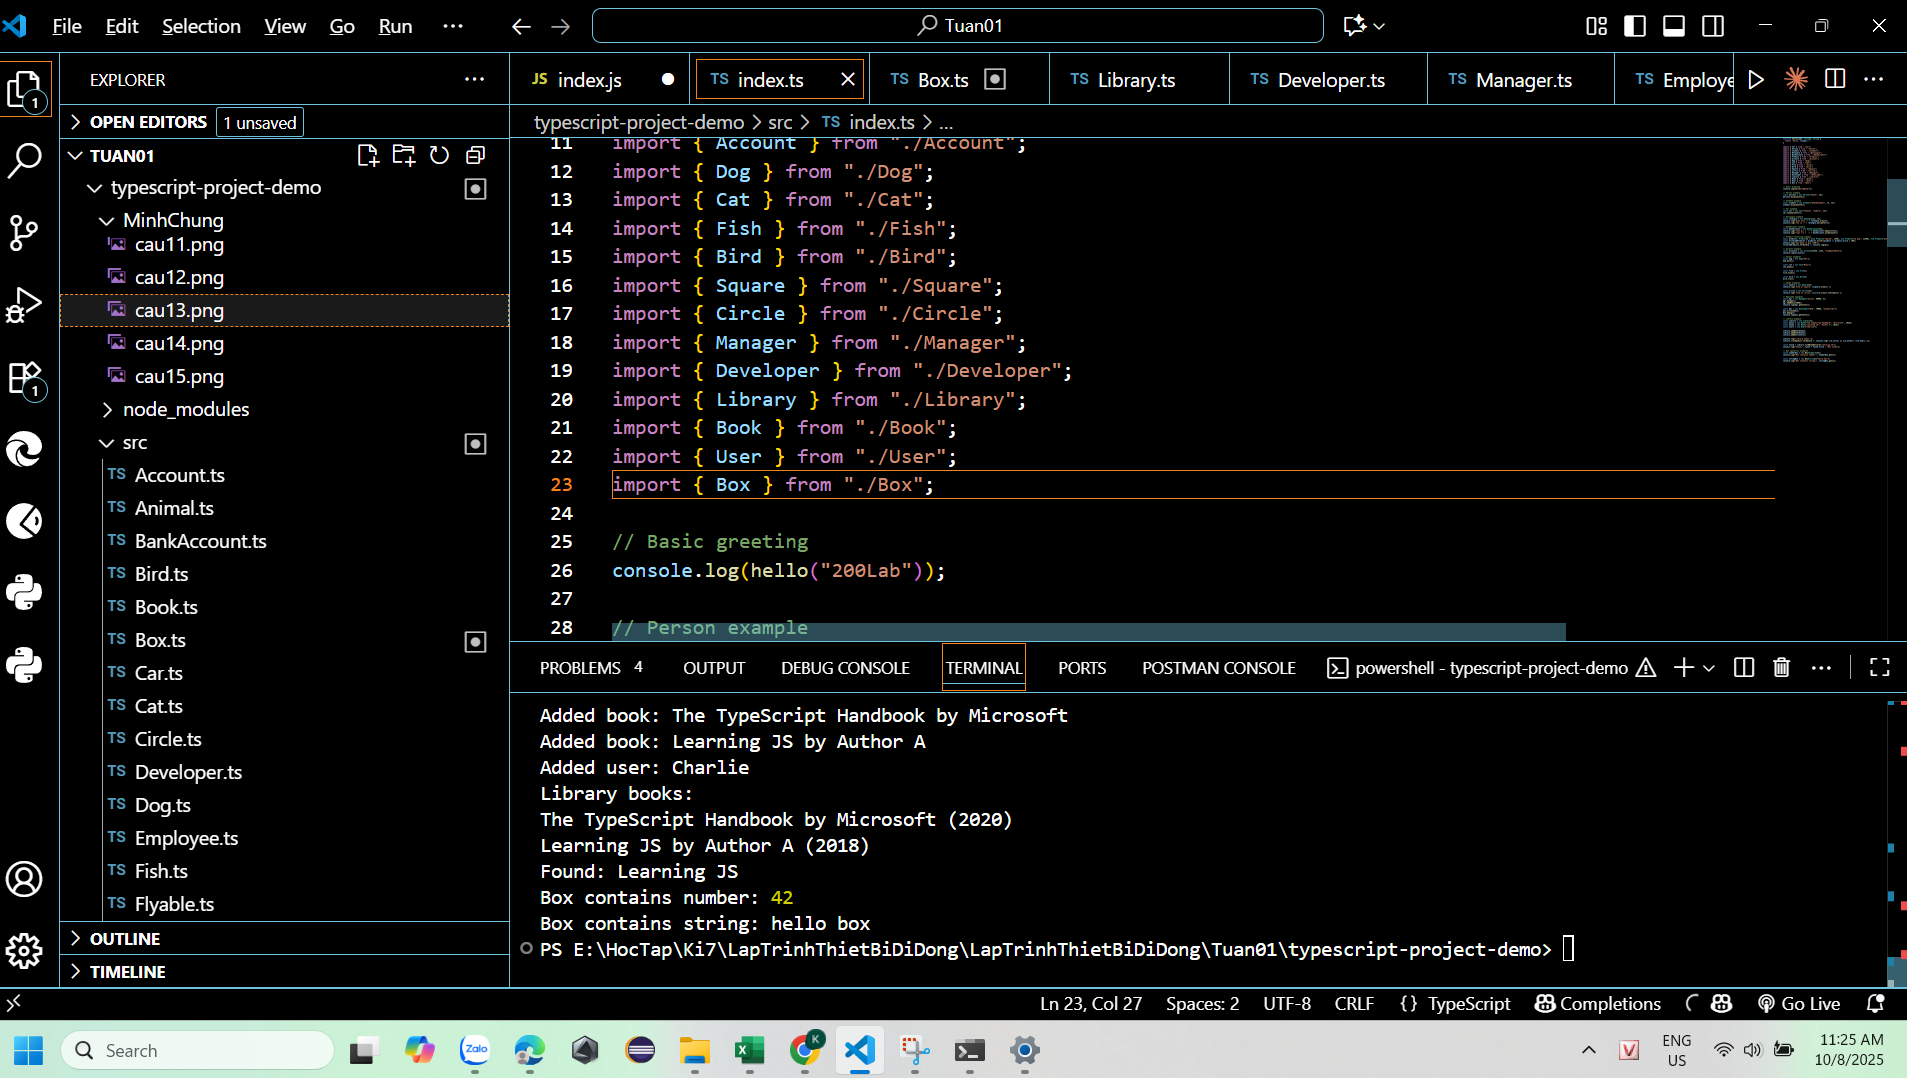 File Edit Selection View Go Run ···
Tuan01
EXPLORER
OPEN EDITORS 1 unsaved
TUAN01
typescript-project-demo
MinhChung
cau11.png
cau12.png
cau13.png
cau14.png
cau15.png
node_modules
src
TS Account.ts
TS Animal.ts
TS BankAccount.ts
TS Bird.ts
TS Book.ts
TS Box.ts
TS Car.ts
TS Cat.ts
TS Circle.ts
TS Developer.ts
TS Dog.ts
TS Employee.ts
TS Fish.ts
TS Flyable.ts
OUTLINE
TIMELINE
1
1
JS index.js TS index.ts TS Box.ts TS Library.ts TS Developer.ts TS Manager.ts TS Employe
typescript-project-demo > src > TS index.ts > ...
11 import { Account } from "./Account";
12 import { Dog } from "./Dog";
13 import { Cat } from "./Cat";
14 import { Fish } from "./Fish";
15 import { Bird } from "./Bird";
16 import { Square } from "./Square";
17 import { Circle } from "./Circle";
18 import { Manager } from "./Manager";
19 import { Developer } from "./Developer";
20 import { Library } from "./Library";
21 import { Book } from "./Book";
22 import { User } from "./User";
23 import { Box } from "./Box";
24
25 // Basic greeting
26 console.log(hello("200Lab"));
27
28 // Person example
PROBLEMS 4 OUTPUT DEBUG CONSOLE TERMINAL PORTS POSTMAN CONSOLE powershell - typescript-project-demo
Added book: The TypeScript Handbook by Microsoft
Added book: Learning JS by Author A
Added user: Charlie
Library books:
The TypeScript Handbook by Microsoft (2020)
Learning JS by Author A (2018)
Found: Learning JS
Box contains number: 42
Box contains string: hello box
PS E:\HocTap\Ki7\LapTrinhThietBiDiDong\LapTrinhThietBiDiDong\Tuan01\typescript-project-demo>
Ln 23, Col 27 Spaces: 2 UTF-8 CRLF {} TypeScript Completions Go Live
Search
Zalo
K
V
ENG
US
11:25 AM
10/8/2025